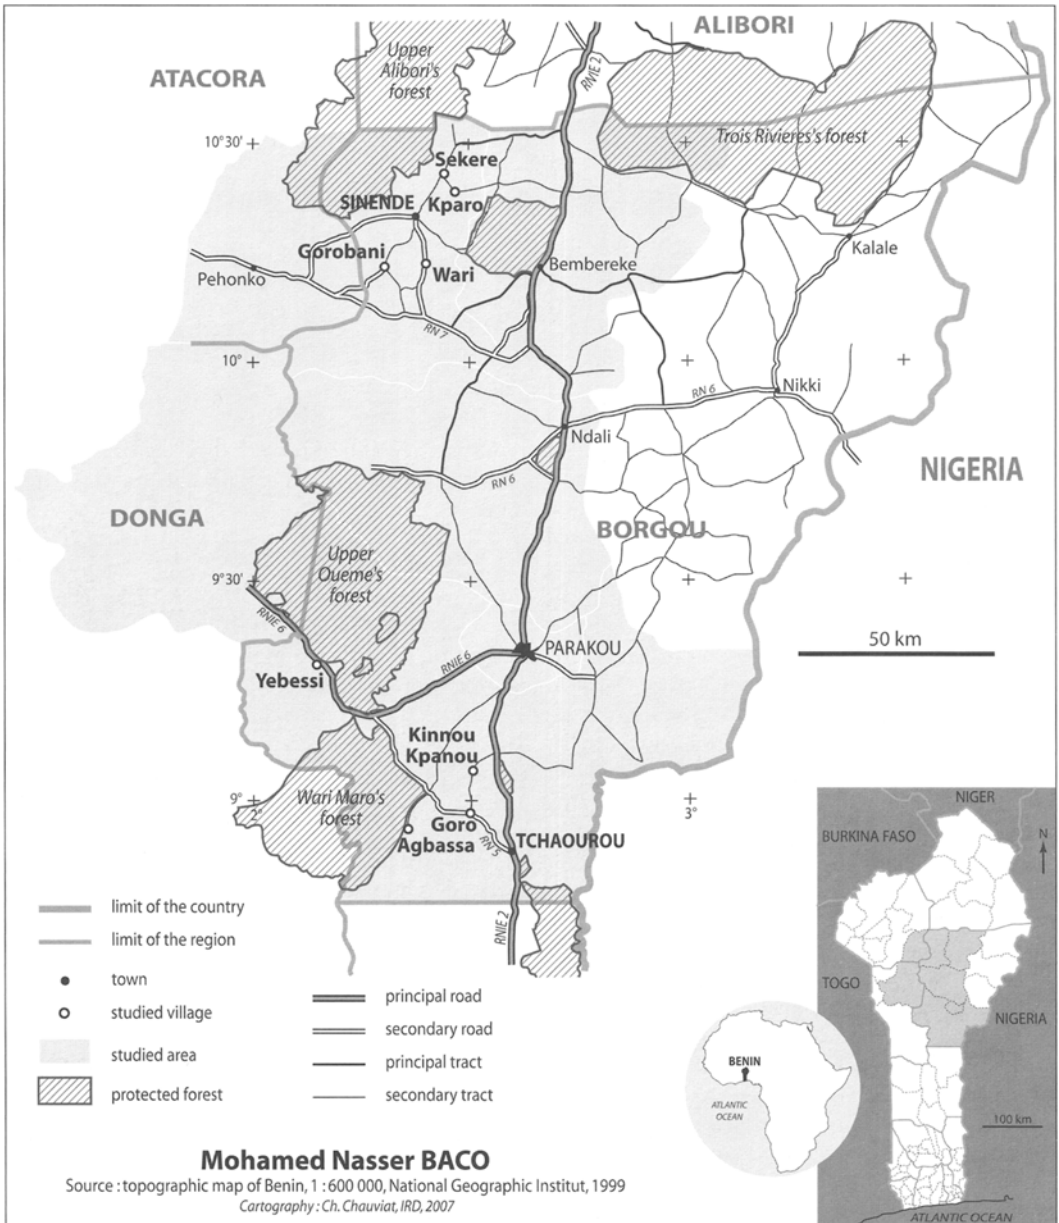 ALIBORI
Upper
Alibori's
forest
ATACORA
RNIE 2
10°30'
Trois Rivieres's forest
Sekere
SINENDE
Kparo
Gorobani
Kalale
Pehonko
Wari
Bembereke
RN 7
10°
RN 6
Nikki
Ndali
RN 6
NIGERIA
DONGA
BORGOU
Upper
Oueme's
forest
9°30'
RNIE 6
50 km
PARAKOU
RNIE 6
Yebessi
Kinnou
Kpanou
9°
2°
Wari Maro's
forest
3°
Goro
Agbassa
RN 5
TCHAOUROU
RNIE 2
limit of the country
limit of the region
town
studied village
studied area
protected forest
principal road
secondary road
principal tract
secondary tract
NIGER
BURKINA FASO
N
TOGO
NIGERIA
100 km
ATLANTIC OCEAN
BENIN
ATLANTIC
OCEAN
Mohamed Nasser BACO
Source : topographic map of Benin, 1 : 600 000, National Geographic Institut, 1999
Cartography : Ch. Chauviat, IRD, 2007